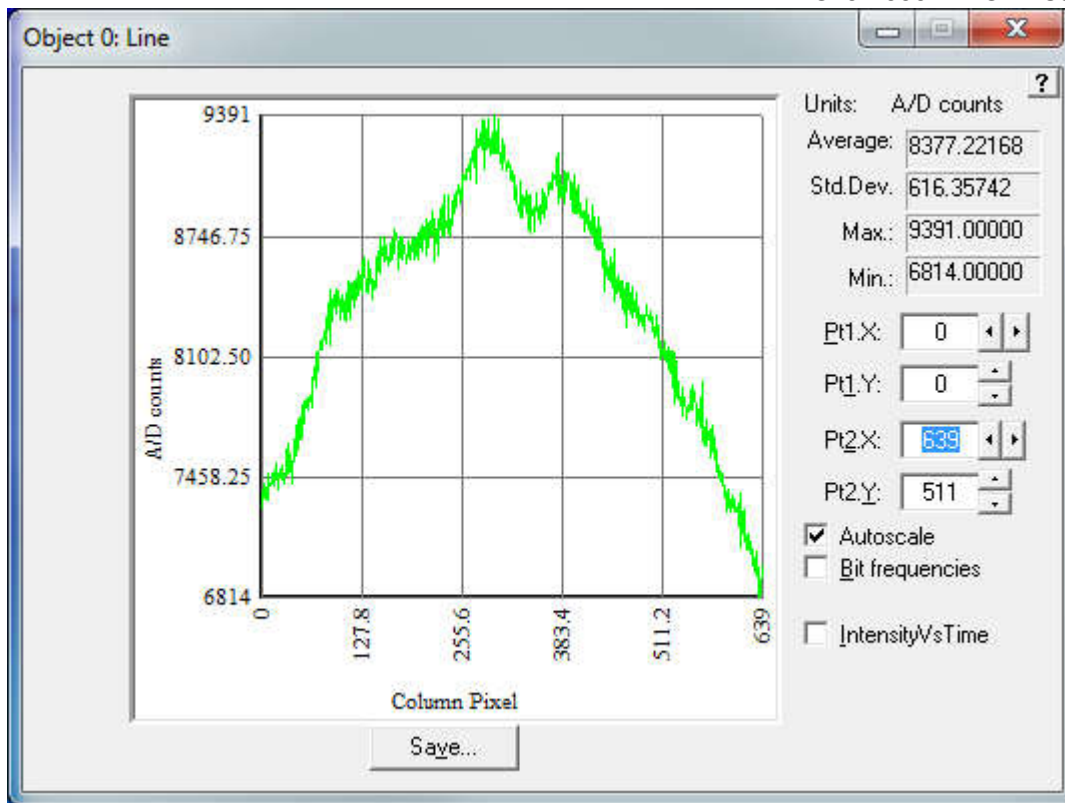 Object 0: Line
?
Units: A/D counts
Average: 8377.22168
Std.Dev. 616.35742
Max.: 9391.00000
Min.: 6814.00000
Pt1.X: 0
Pt1.Y: 0
Pt2.X: 639
Pt2.Y: 511
Autoscale
Bit frequencies
IntensityVsTime
9391
8746.75
8102.50
7458.25
6814
A/D counts
0
127.8
255.6
383.4
511.2
639
Column Pixel
Save...